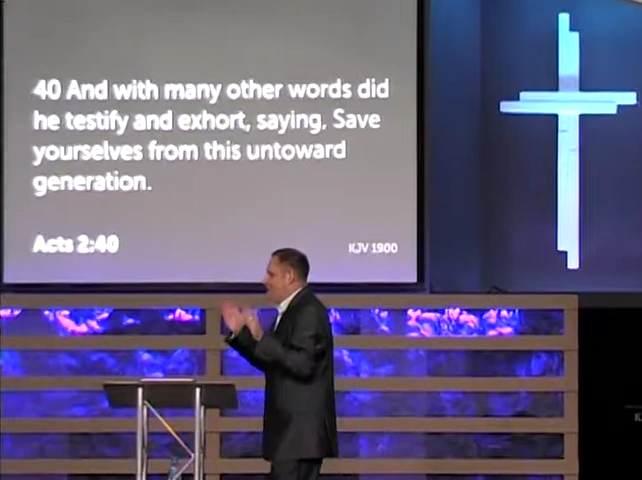 40 And with many other words did
he testify and exhort, saying, Save
yourselves from this untoward
generation.
Acts 2:40
KJV 1900